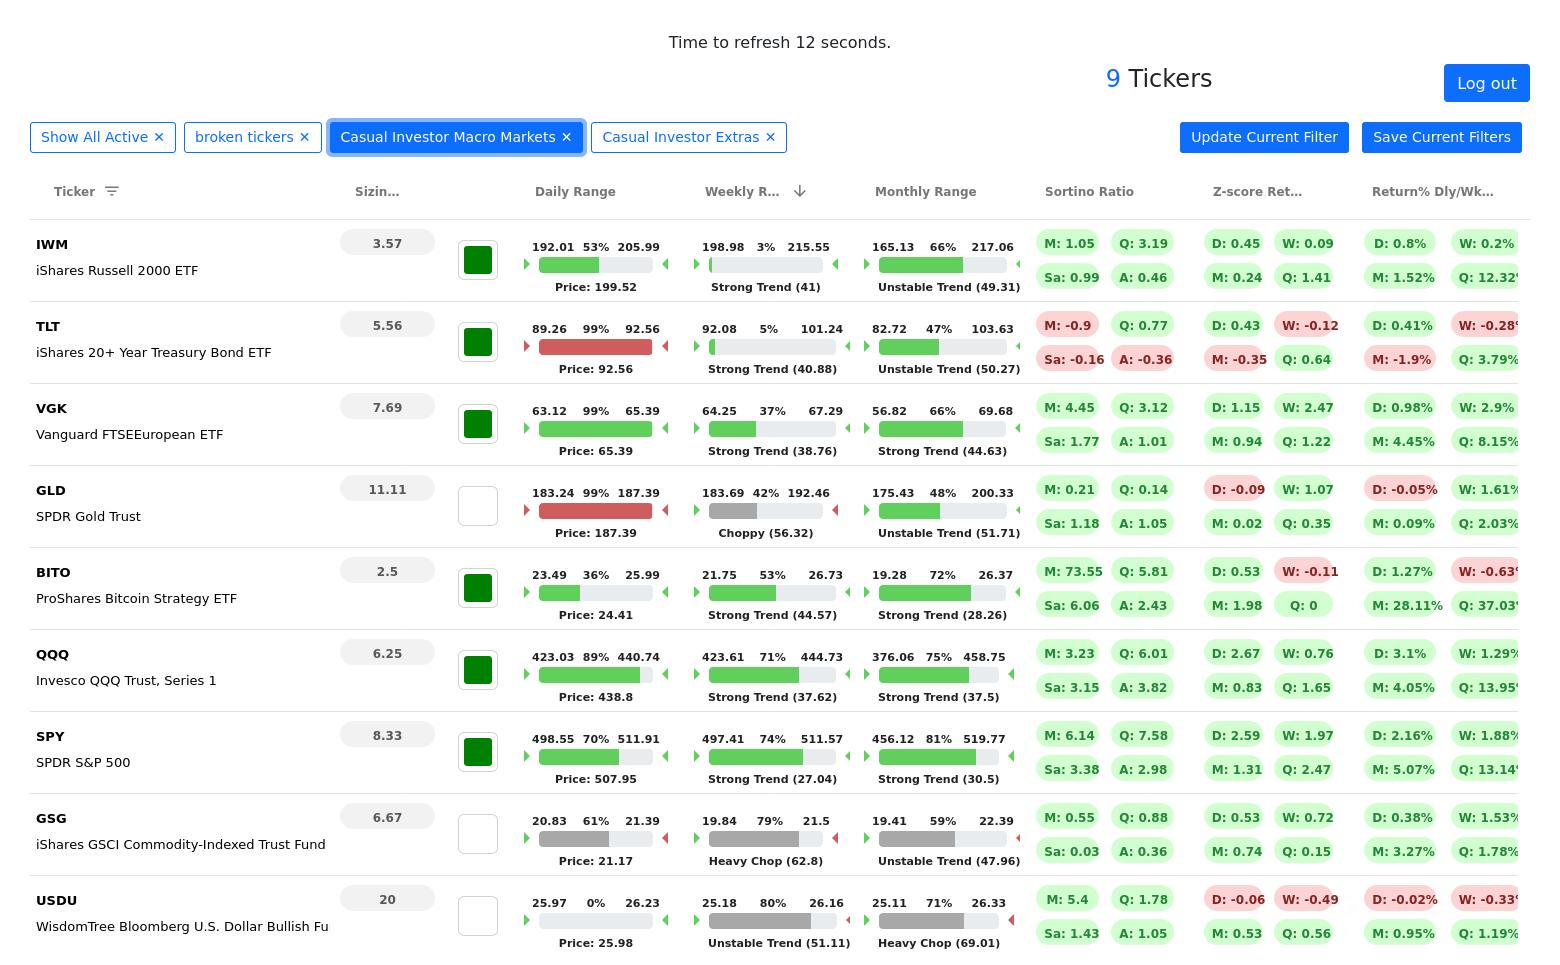 Time to refresh 12 seconds.
9 Tickers
Log out
Show All Active ✕ broken tickers ✕ Casual Investor Macro Markets ✕ Casual Investor Extras ✕ Update Current Filter Save Current Filters
Ticker Sizin... Daily Range Weekly R... Monthly Range Sortino Ratio Z-score Ret... Return% Dly/Wk...
IWM 3.57 192.01 53% 205.99 198.98 3% 215.55 165.13 66% 217.06 M: 1.05 Q: 3.19 D: 0.45 W: 0.09 D: 0.8% W: 0.2%
iShares Russell 2000 ETF Price: 199.52 Strong Trend (41) Unstable Trend (49.31) Sa: 0.99 A: 0.46 M: 0.24 Q: 1.41 M: 1.52% Q: 12.32%
TLT 5.56 89.26 99% 92.56 92.08 5% 101.24 82.72 47% 103.63 M: -0.9 Q: 0.77 D: 0.43 W: -0.12 D: 0.41% W: -0.28%
iShares 20+ Year Treasury Bond ETF Price: 92.56 Strong Trend (40.88) Unstable Trend (50.27) Sa: -0.16 A: -0.36 M: -0.35 Q: 0.64 M: -1.9% Q: 3.79%
VGK 7.69 63.12 99% 65.39 64.25 37% 67.29 56.82 66% 69.68 M: 4.45 Q: 3.12 D: 1.15 W: 2.47 D: 0.98% W: 2.9%
Vanguard FTSEEuropean ETF Price: 65.39 Strong Trend (38.76) Strong Trend (44.63) Sa: 1.77 A: 1.01 M: 0.94 Q: 1.22 M: 4.45% Q: 8.15%
GLD 11.11 183.24 99% 187.39 183.69 42% 192.46 175.43 48% 200.33 M: 0.21 Q: 0.14 D: -0.09 W: 1.07 D: -0.05% W: 1.61%
SPDR Gold Trust Price: 187.39 Choppy (56.32) Unstable Trend (51.71) Sa: 1.18 A: 1.05 M: 0.02 Q: 0.35 M: 0.09% Q: 2.03%
BITO 2.5 23.49 36% 25.99 21.75 53% 26.73 19.28 72% 26.37 M: 73.55 Q: 5.81 D: 0.53 W: -0.11 D: 1.27% W: -0.63%
ProShares Bitcoin Strategy ETF Price: 24.41 Strong Trend (44.57) Strong Trend (28.26) Sa: 6.06 A: 2.43 M: 1.98 Q: 0 M: 28.11% Q: 37.03%
QQQ 6.25 423.03 89% 440.74 423.61 71% 444.73 376.06 75% 458.75 M: 3.23 Q: 6.01 D: 2.67 W: 0.76 D: 3.1% W: 1.29%
Invesco QQQ Trust, Series 1 Price: 438.8 Strong Trend (37.62) Strong Trend (37.5) Sa: 3.15 A: 3.82 M: 0.83 Q: 1.65 M: 4.05% Q: 13.95%
SPY 8.33 498.55 70% 511.91 497.41 74% 511.57 456.12 81% 519.77 M: 6.14 Q: 7.58 D: 2.59 W: 1.97 D: 2.16% W: 1.88%
SPDR S&P 500 Price: 507.95 Strong Trend (27.04) Strong Trend (30.5) Sa: 3.38 A: 2.98 M: 1.31 Q: 2.47 M: 5.07% Q: 13.14%
GSG 6.67 20.83 61% 21.39 19.84 79% 21.5 19.41 59% 22.39 M: 0.55 Q: 0.88 D: 0.53 W: 0.72 D: 0.38% W: 1.53%
iShares GSCI Commodity-Indexed Trust Fund Price: 21.17 Heavy Chop (62.8) Unstable Trend (47.96) Sa: 0.03 A: 0.36 M: 0.74 Q: 0.15 M: 3.27% Q: 1.78%
USDU 20 25.97 0% 26.23 25.18 80% 26.16 25.11 71% 26.33 M: 5.4 Q: 1.78 D: -0.06 W: -0.49 D: -0.02% W: -0.33%
WisdomTree Bloomberg U.S. Dollar Bullish Fu Price: 25.98 Unstable Trend (51.11) Heavy Chop (69.01) Sa: 1.43 A: 1.05 M: 0.53 Q: 0.56 M: 0.95% Q: 1.19%